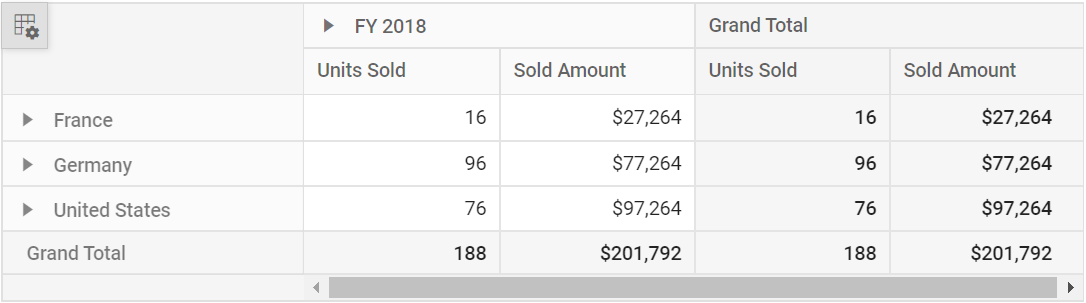 FY 2018 Grand Total
Units Sold Sold Amount Units Sold Sold Amount
France 16 $27,264 16 $27,264
Germany 96 $77,264 96 $77,264
United States 76 $97,264 76 $97,264
Grand Total 188 $201,792 188 $201,792